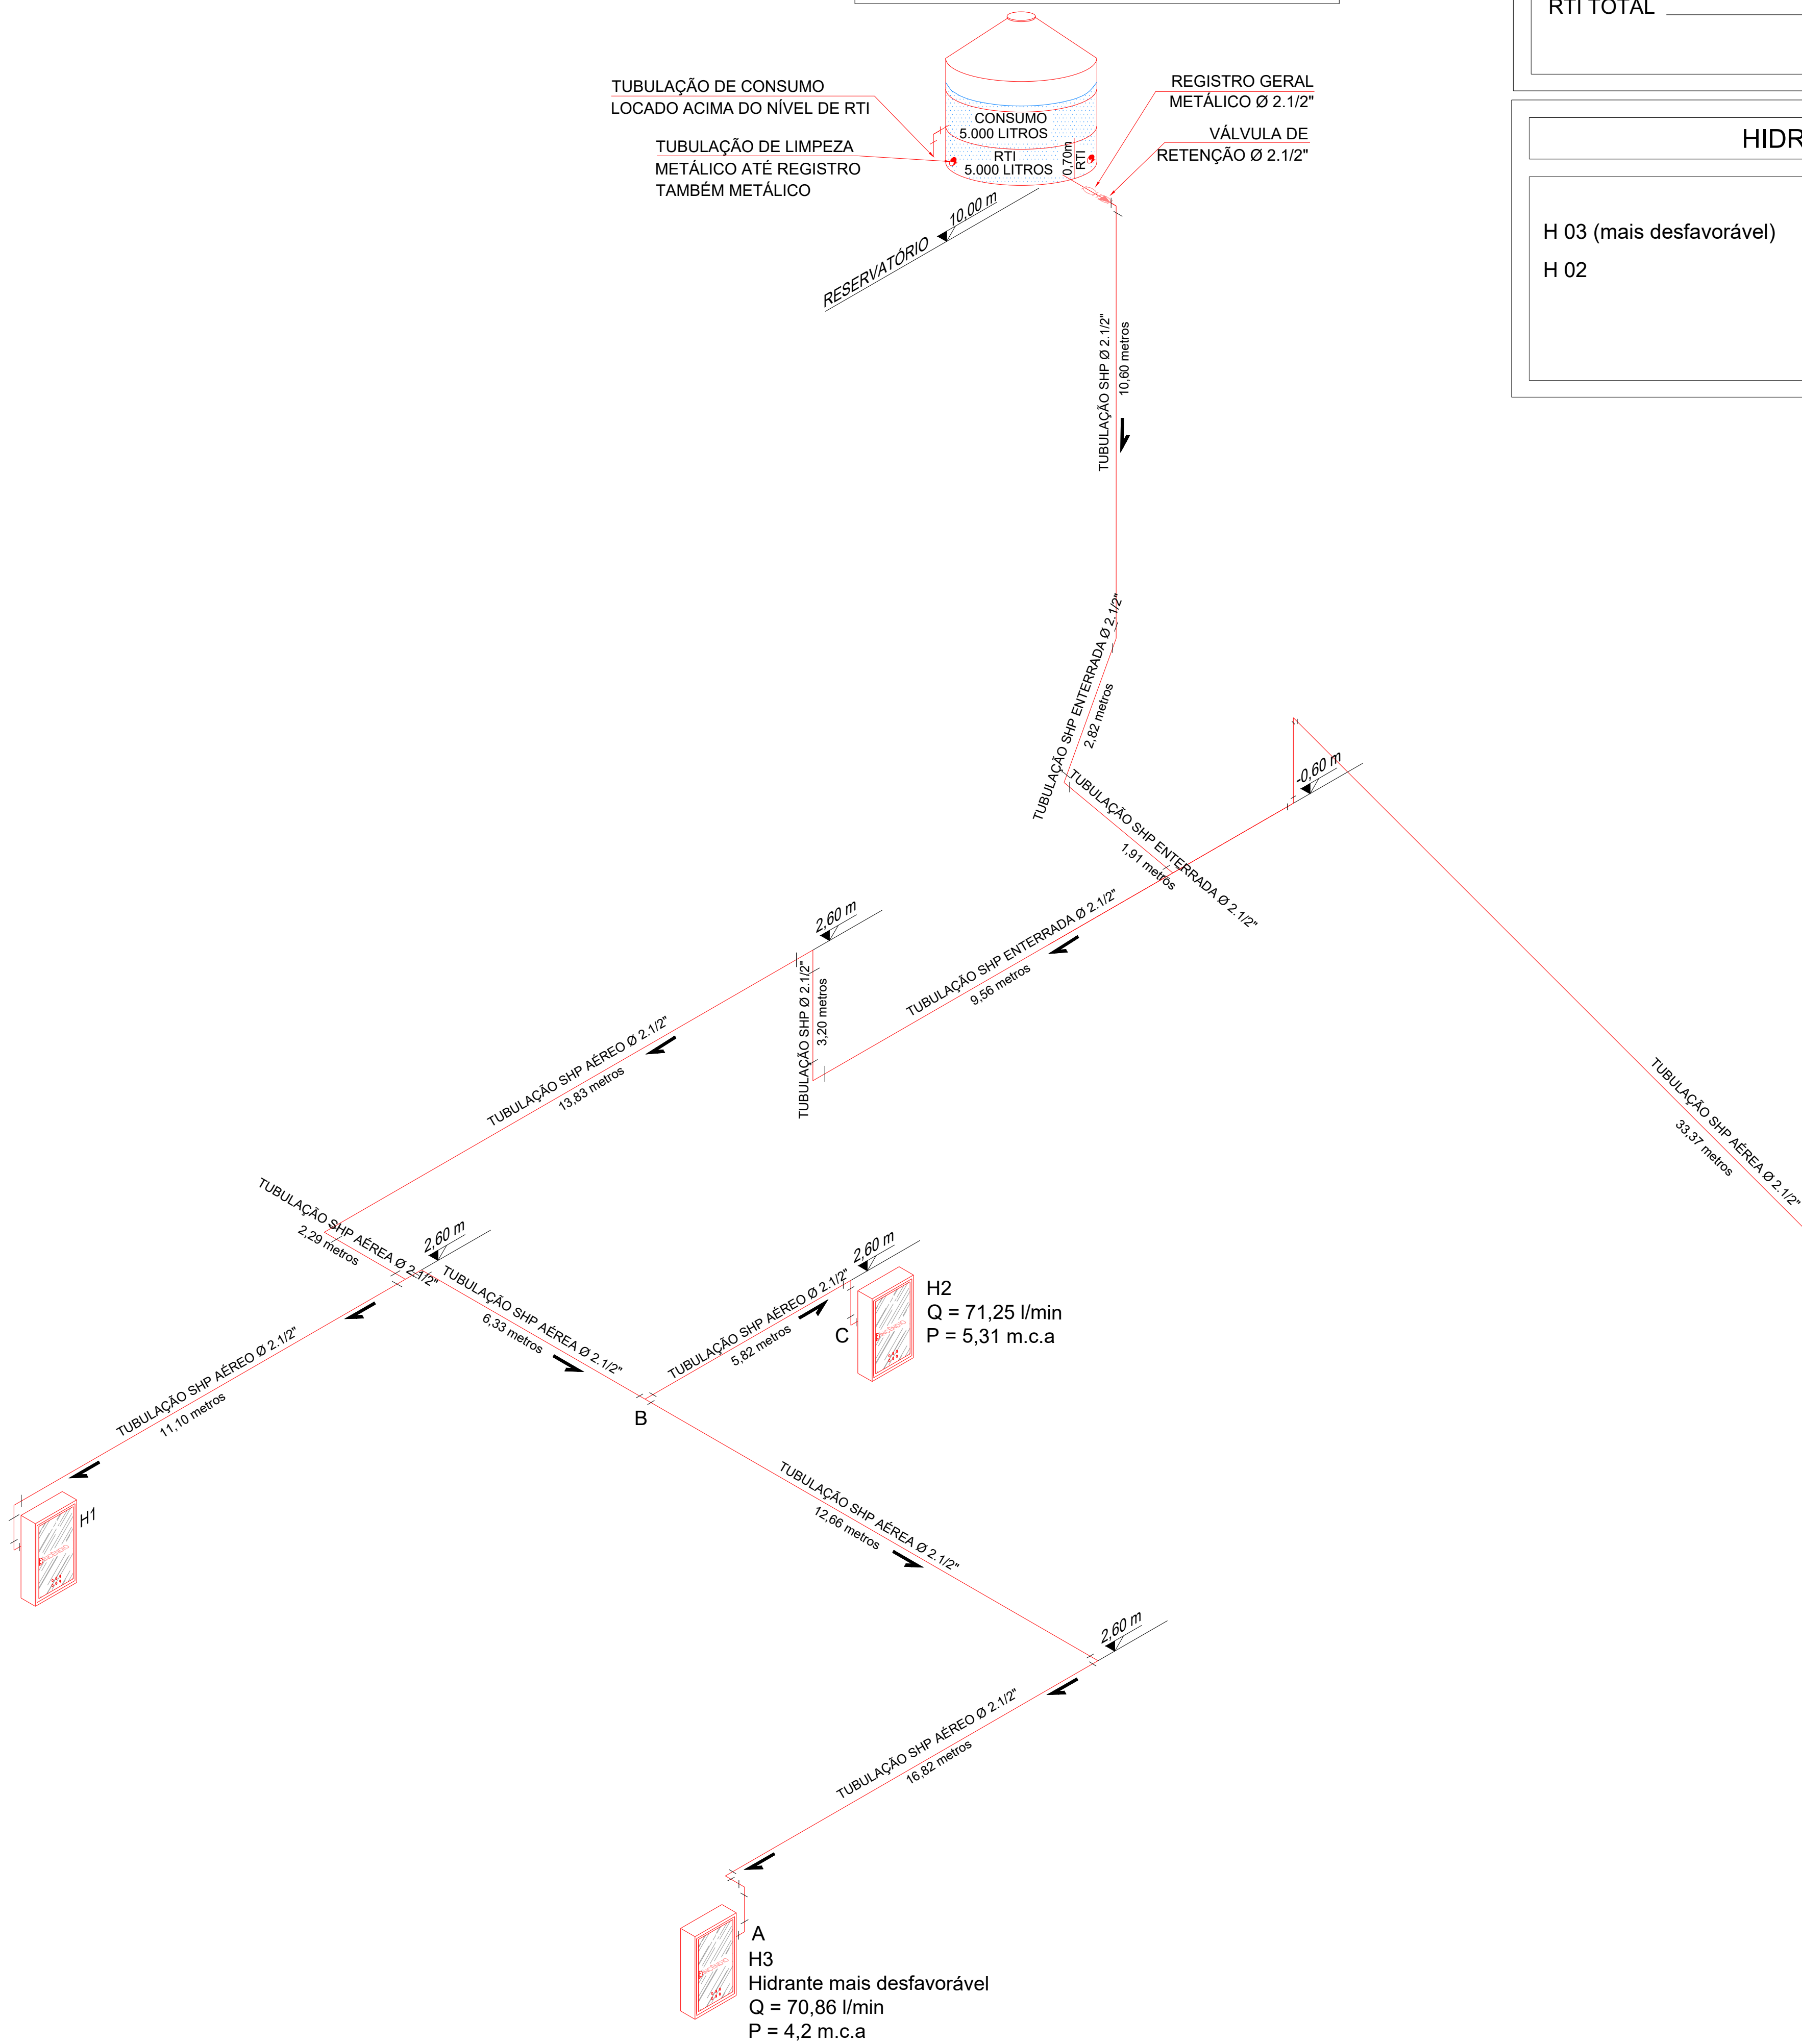 RTI TOTAL
TUBULAÇÃO DE CONSUMO
LOCADO ACIMA DO NÍVEL DE RTI
TUBULAÇÃO DE LIMPEZA
METÁLICO ATÉ REGISTRO
TAMBÉM METÁLICO
CONSUMO
5.000 LITROS
RTI
5.000 LITROS
0,70m
RTI
REGISTRO GERAL
METÁLICO Ø 2.1/2"
VÁLVULA DE
RETENÇÃO Ø 2.1/2"
HIDR
H 03 (mais desfavorável)
H 02
10,00 m
RESERVATÓRIO
TUBULAÇÃO SHP Ø 2.1/2"
10,60 metros
TUBULAÇÃO SHP ENTERRADA Ø 2.1/2"
2,82 metros
TUBULAÇÃO SHP ENTERRADA Ø 2.1/2"
1,91 metros
-0,60 m
TUBULAÇÃO SHP ENTERRADA Ø 2.1/2"
9,56 metros
2,60 m
TUBULAÇÃO SHP Ø 2.1/2"
3,20 metros
TUBULAÇÃO SHP AÉREO Ø 2.1/2"
13,83 metros
TUBULAÇÃO SHP AÉREA Ø 2.1/2"
33,37 metros
TUBULAÇÃO SHP AÉREA Ø 2.1/2"
2,29 metros
2,60 m
TUBULAÇÃO SHP AÉREA Ø 2.1/2"
6,33 metros
2,60 m
TUBULAÇÃO SHP AÉREO Ø 2.1/2"
5,82 metros
C
H2
Q = 71,25 l/min
P = 5,31 m.c.a
B
TUBULAÇÃO SHP AÉREO Ø 2.1/2"
11,10 metros
H1
TUBULAÇÃO SHP AÉREA Ø 2.1/2"
12,66 metros
2,60 m
TUBULAÇÃO SHP AÉREO Ø 2.1/2"
16,82 metros
A
H3
Hidrante mais desfavorável
Q = 70,86 l/min
P = 4,2 m.c.a